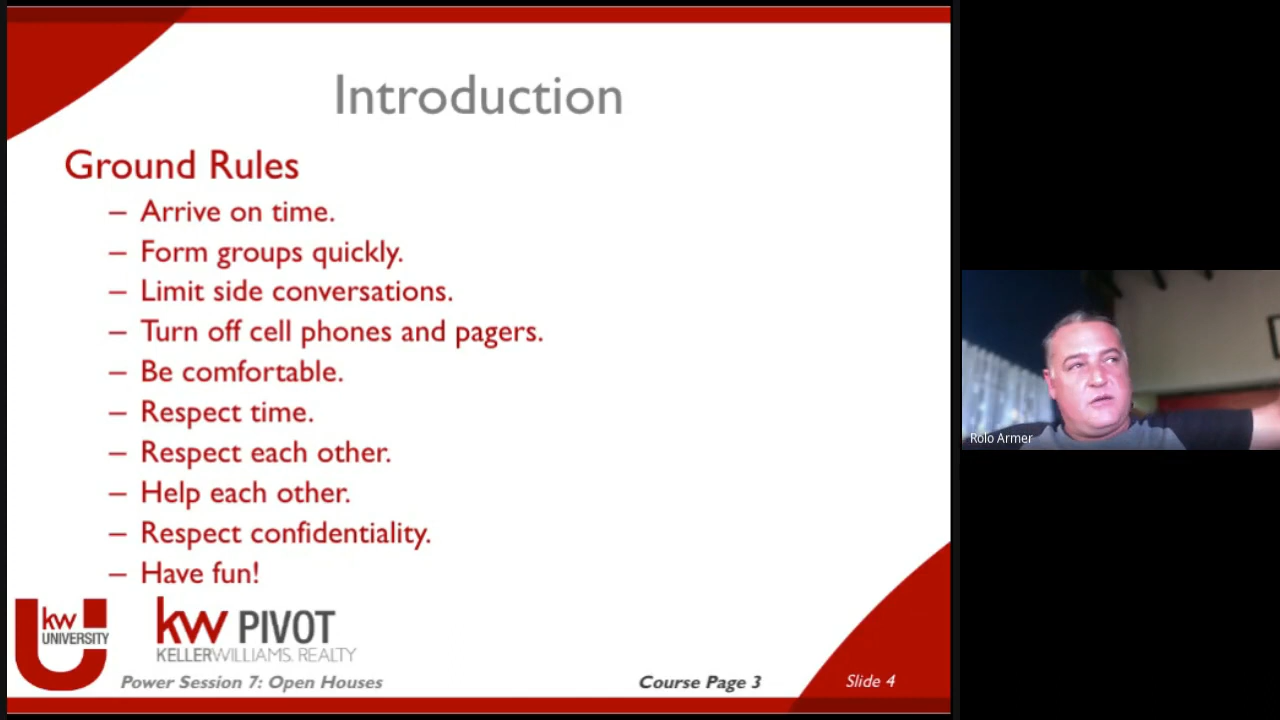 Introduction
Ground Rules
– Arrive on time.
– Form groups quickly.
– Limit side conversations.
– Turn off cell phones and pagers.
– Be comfortable.
– Respect time.
– Respect each other.
– Help each other.
– Respect confidentiality.
– Have fun!
kw
UNIVERSITY
kw PIVOT
KELLERWILLIAMS. REALTY
Power Session 7: Open Houses
Course Page 3
Slide 4
Rolo Armer